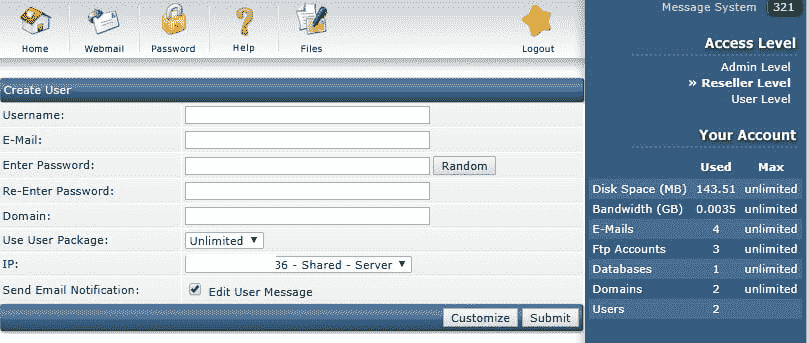 Home Webmail Password Help Files Logout
Create User
Username:
E-Mail:
Enter Password: Random
Re-Enter Password:
Domain:
Use User Package: Unlimited
IP: 36 - Shared - Server
Send Email Notification: Edit User Message
Customize Submit
Message System 321
Access Level
Admin Level
» Reseller Level
User Level
Your Account
Used Max
Disk Space (MB) 143.51 unlimited
Bandwidth (GB) 0.0035 unlimited
E-Mails 4 unlimited
Ftp Accounts 3 unlimited
Databases 1 unlimited
Domains 2 unlimited
Users 2